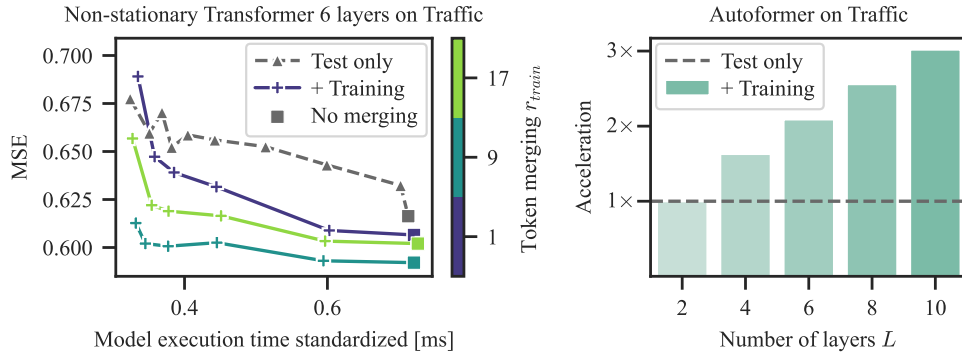 Non-stationary Transformer 6 layers on Traffic
0.700
0.675
0.650
0.625
0.600
MSE
0.4
0.6
Model execution time standardized [ms]
Test only
+ Training
No merging
17
9
1
Token merging r_train
Autoformer on Traffic
3×
2×
1×
Acceleration
Test only
+ Training
2
4
6
8
10
Number of layers L